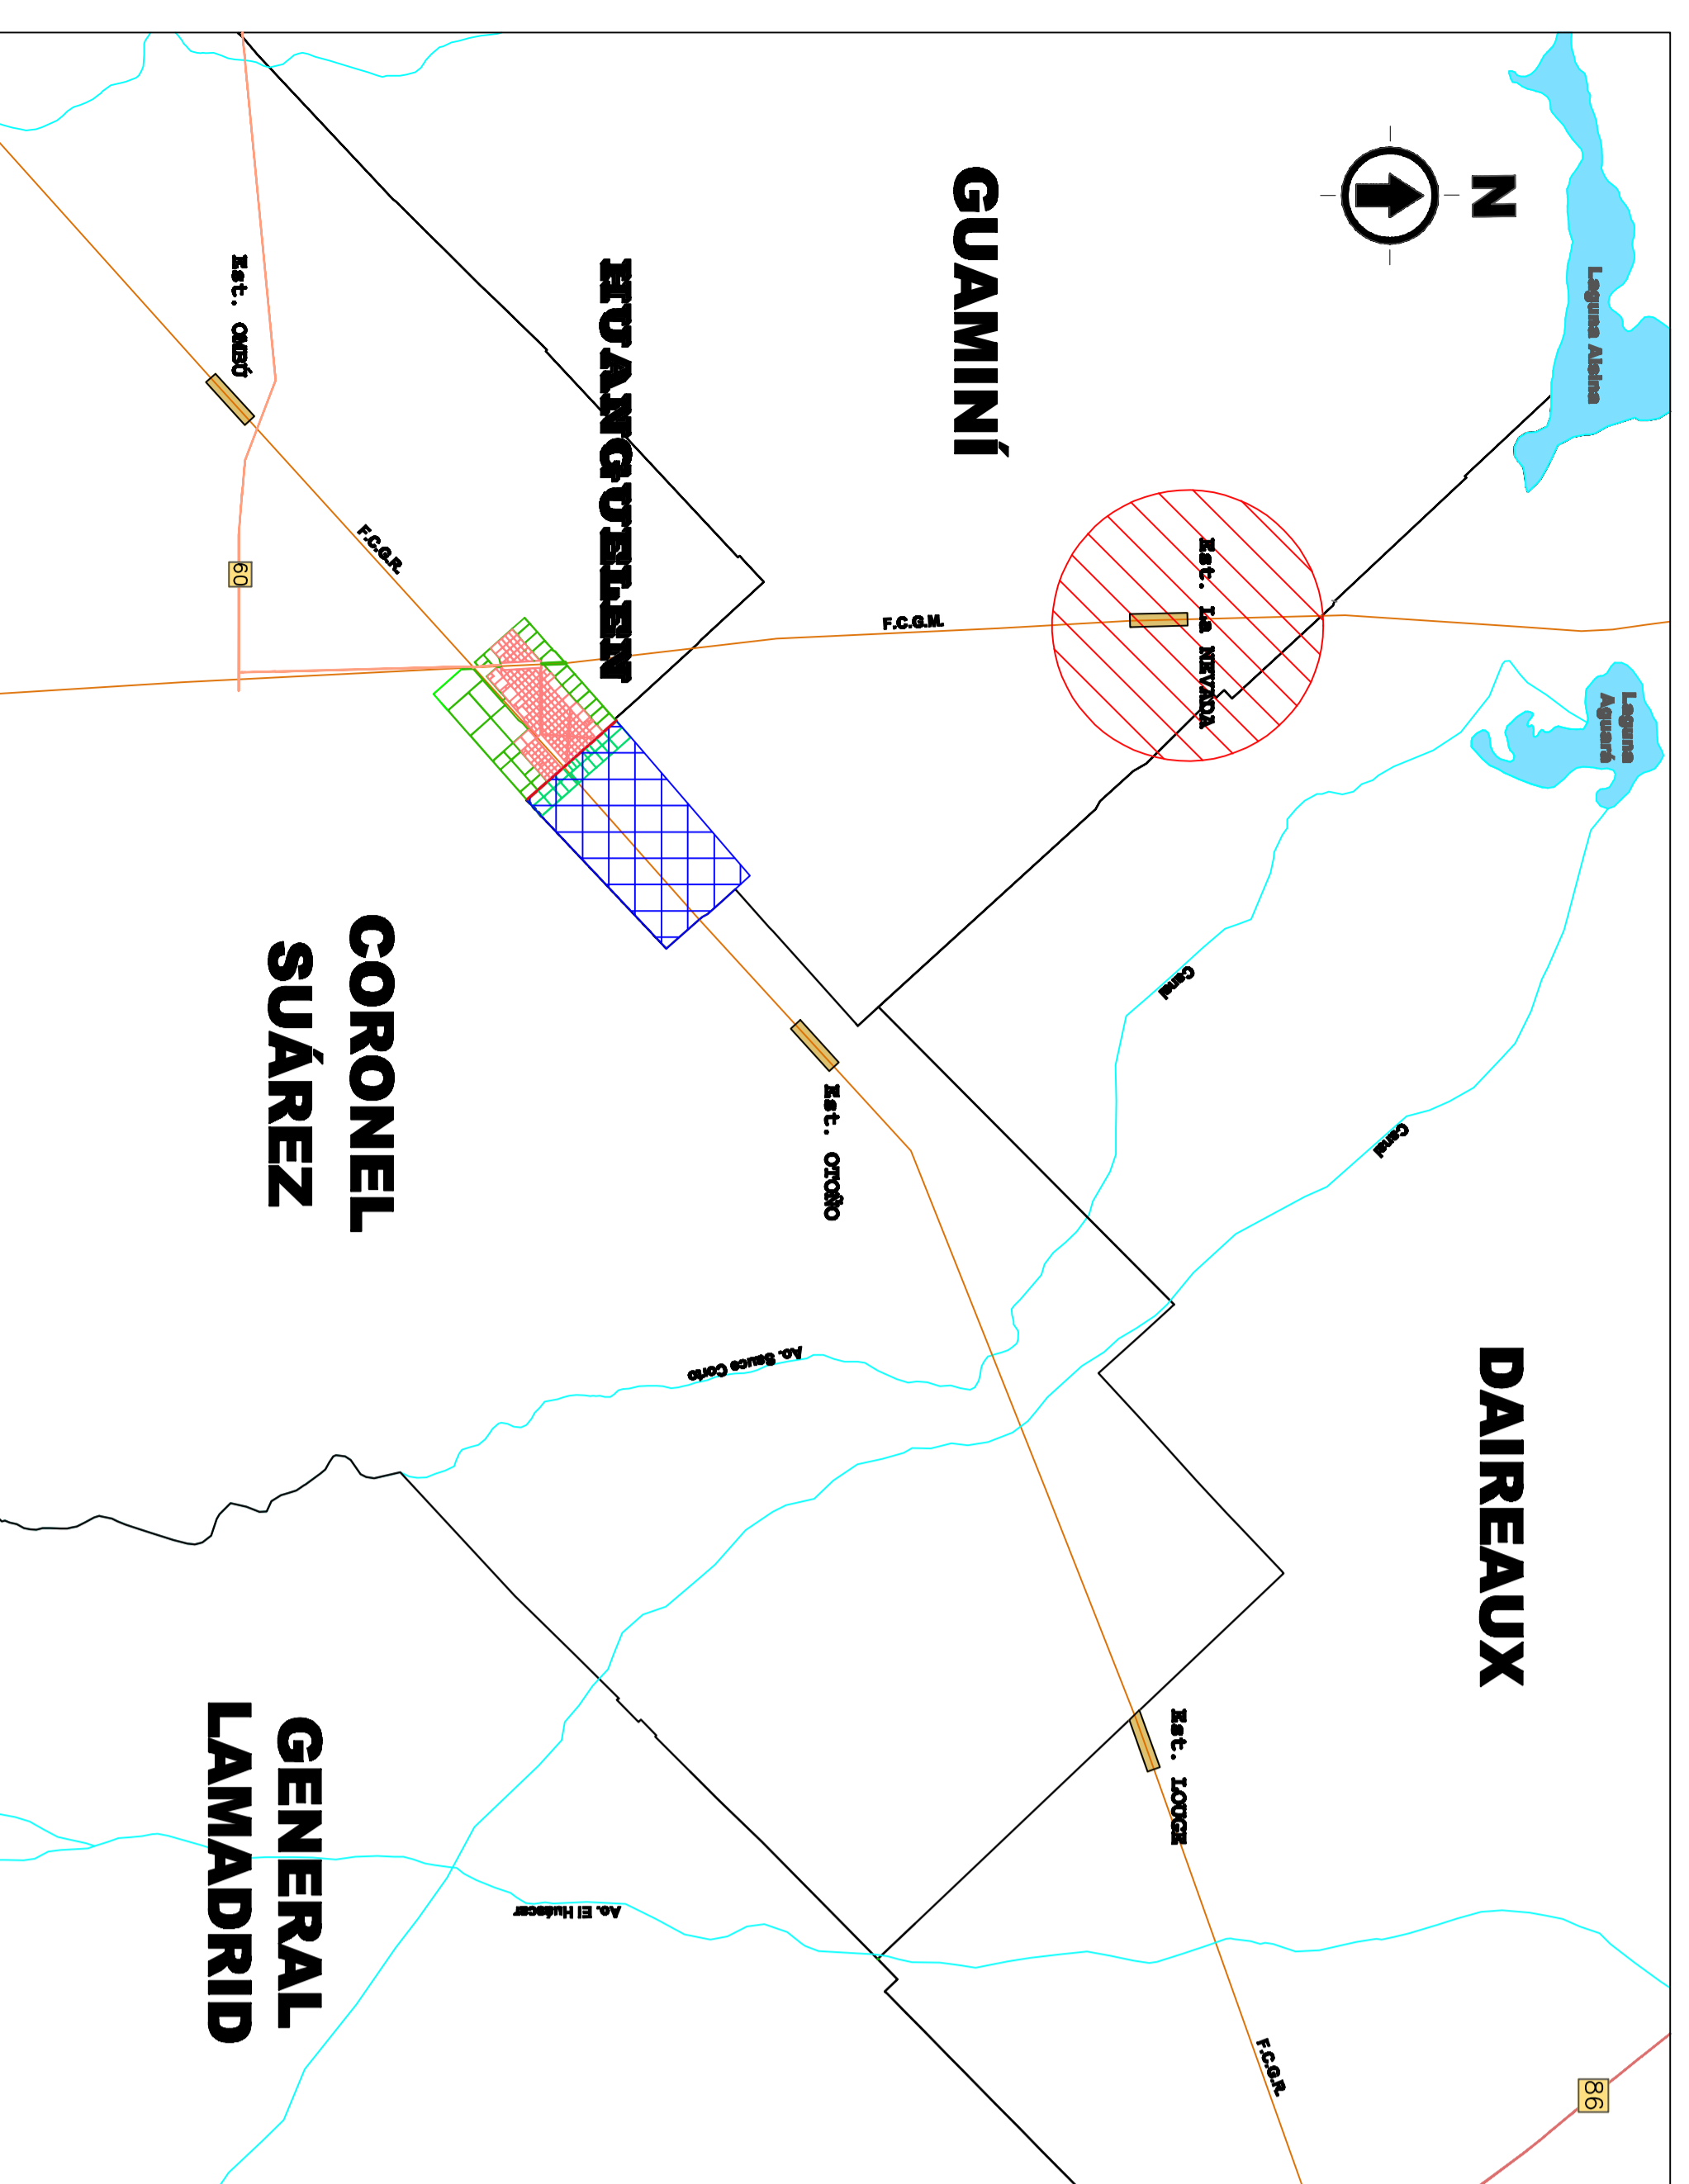 N
Laguna Alsina
GUAMINÍ
HUANGUELEN
Est. OMBÚ
F.C.G.R.
60
F.C.G.M.
Est. La NEVADA
Laguna
Aguará
Canal
Canal
CORONEL
SUÁREZ
Est. OTOÑO
Ao. Sauce Corto
DAIREAUX
Est. LOUGE
GENERAL
LAMADRID
Ao. El Huáscar
F.C.G.R.
86